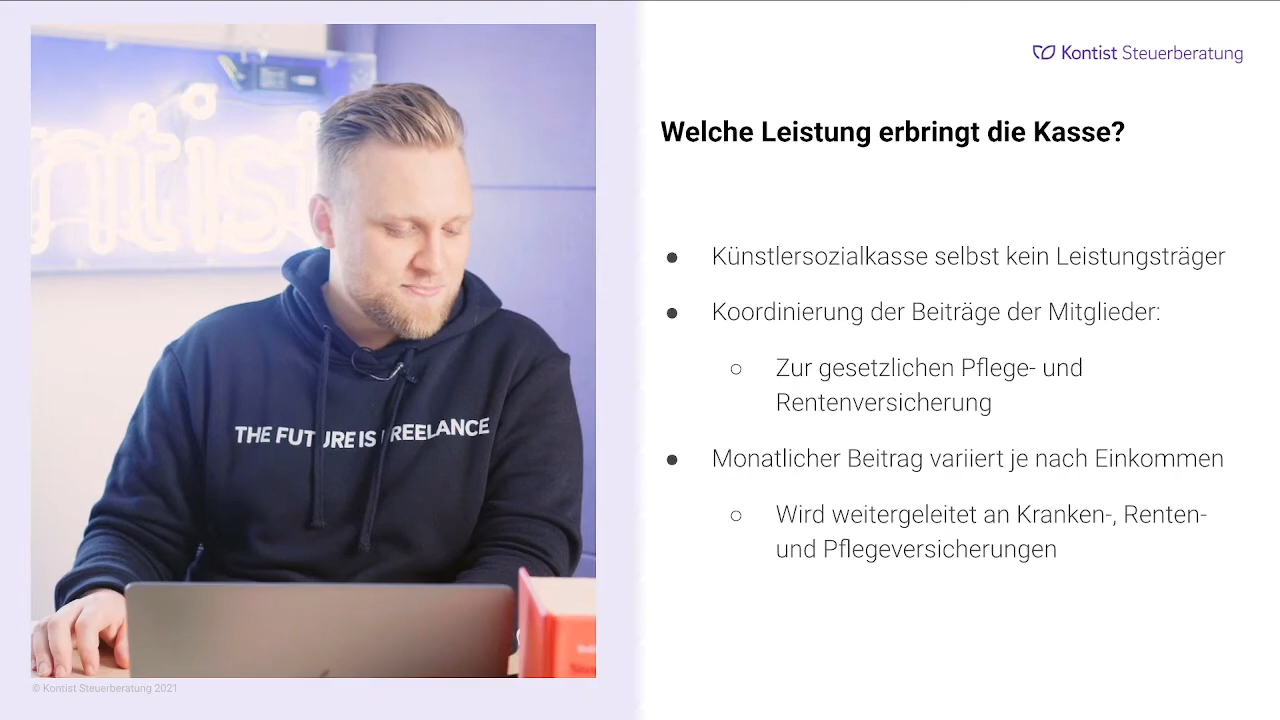 Kontist Steuerberatung
Welche Leistung erbringt die Kasse?
● Künstlersozialkasse selbst kein Leistungsträger
● Koordinierung der Beiträge der Mitglieder:
○ Zur gesetzlichen Pflege- und
Rentenversicherung
● Monatlicher Beitrag variiert je nach Einkommen
○ Wird weitergeleitet an Kranken-, Renten-
und Pflegeversicherungen
ntist
THE FUTURE IS FREELANCE
© Kontist Steuerberatung 2021